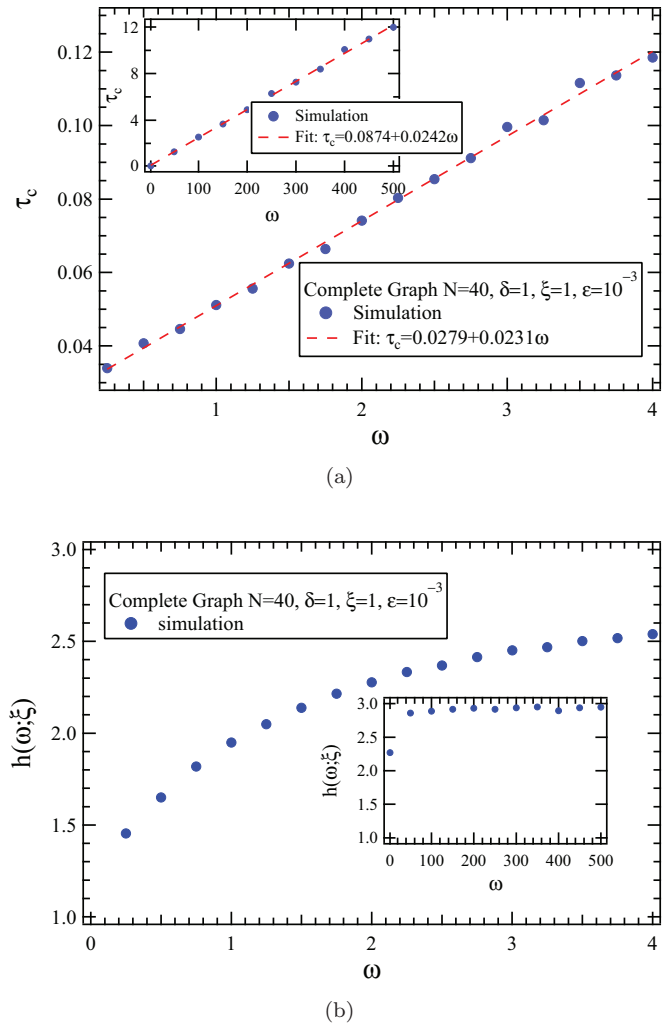 12
8
τc
4
0
0 100 200 300 400 500
ω
Simulation
Fit: τc=0.0874+0.0242ω
0.12
0.10
0.08
0.06
0.04
τc
Complete Graph N=40, δ=1, ξ=1, ε=10⁻³
Simulation
Fit: τc=0.0279+0.0231ω
1 2 3 4
ω
(a)
3.0
2.5
2.0
1.5
1.0
h(ω;ξ)
Complete Graph N=40, δ=1, ξ=1, ε=10⁻³
simulation
3.0
2.5
2.0
1.5
1.0
h(ω;ξ)
0 100 200 300 400 500
ω
0 1 2 3 4
ω
(b)